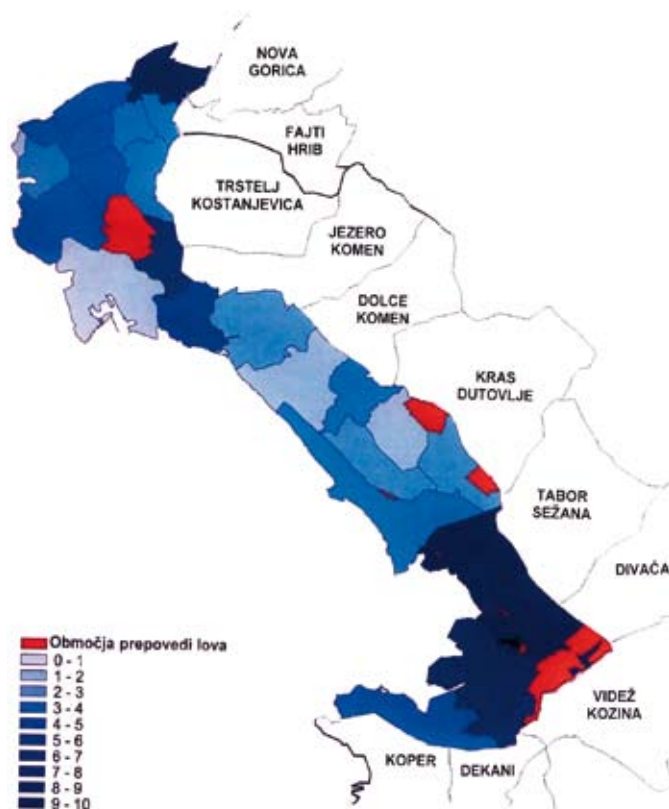 NOVA
GORICA
FAJTI
HRIB
TRSTELJ
KOSTANJEVICA
JEZERO
KOMEN
DOLCE
KOMEN
KRAS
DUTOVLJE
TABOR
SEŽANA
DIVAČA
VIDEŽ
KOZINA
KOPER
DEKANI
Območja prepovedi lova
0 - 1
1 - 2
2 - 3
3 - 4
4 - 5
5 - 6
6 - 7
7 - 8
8 - 9
9 - 10